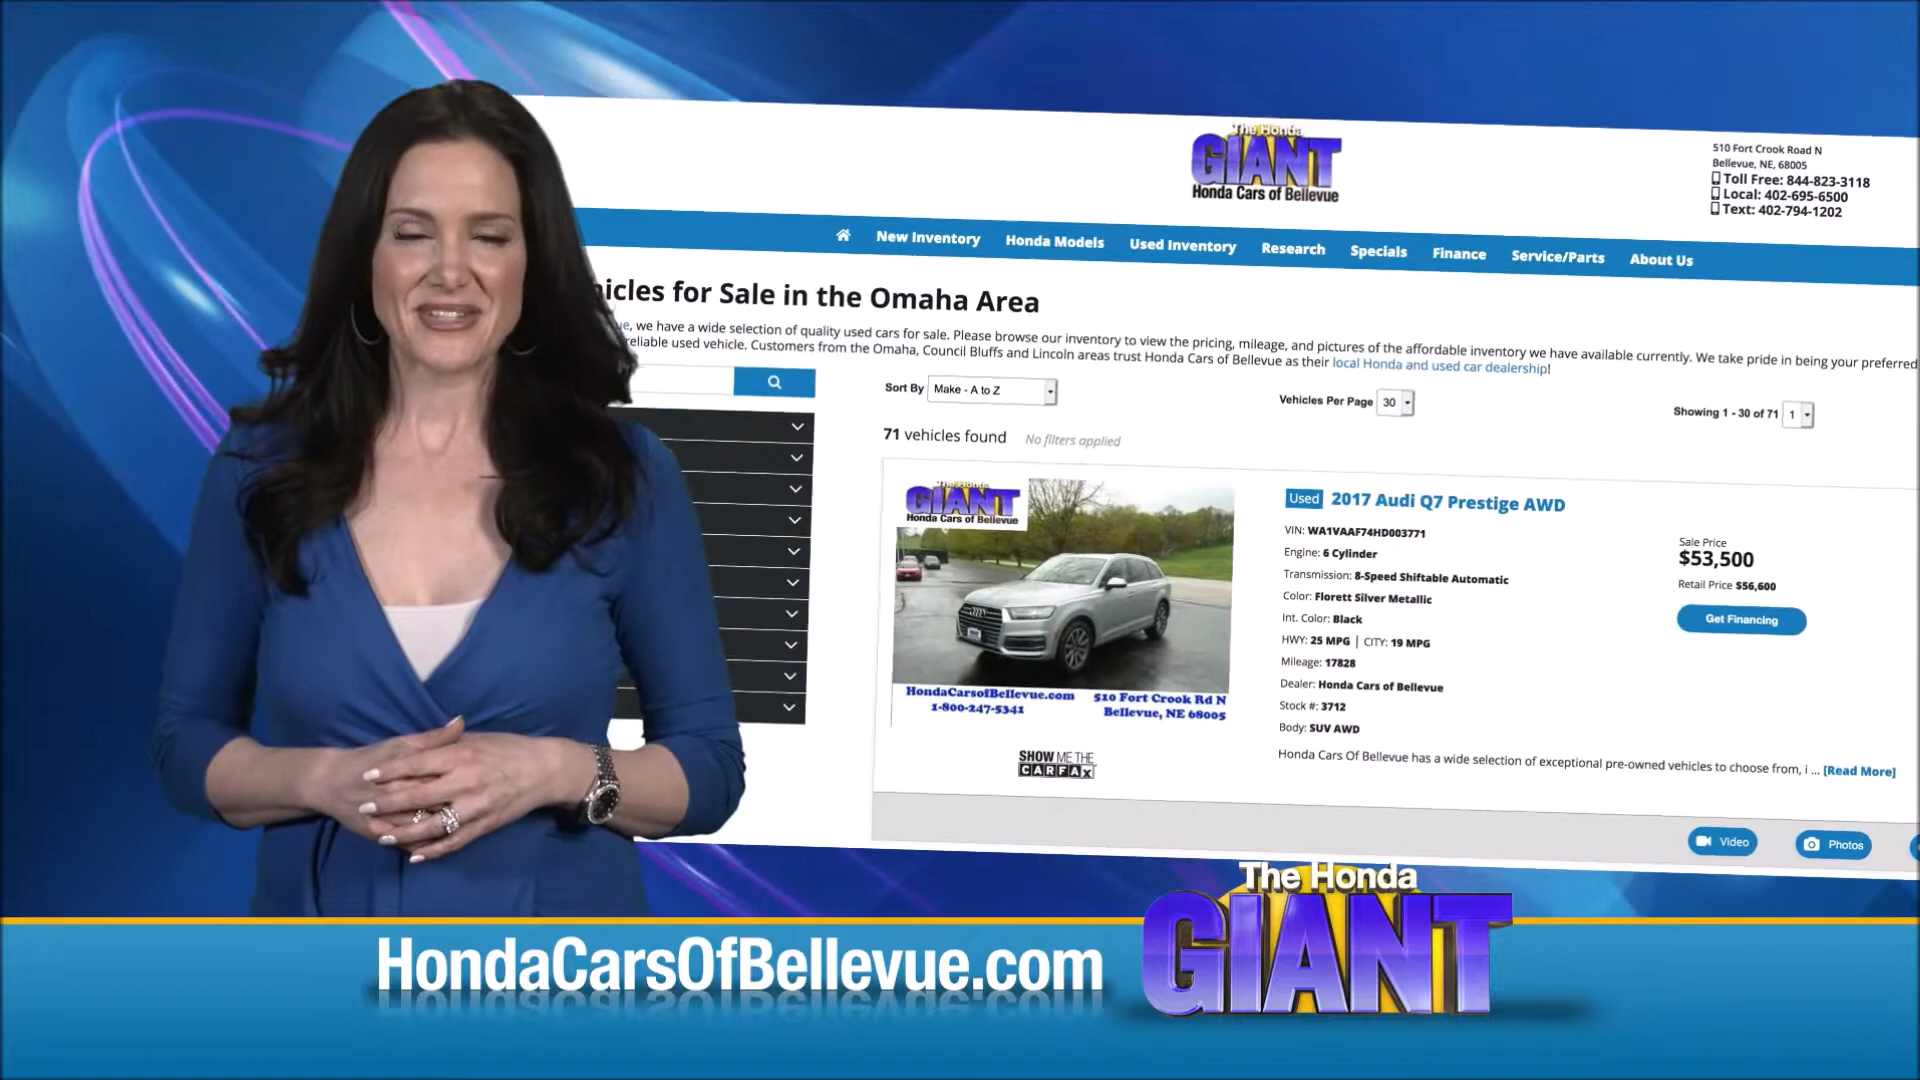 The Honda
GIANT
Honda Cars of Bellevue
510 Fort Crook Road N
Bellevue, NE, 68005
Toll Free: 844-823-3118
Local: 402-695-6500
Text: 402-794-1202
New Inventory Honda Models Used Inventory Research Specials Finance Service/Parts About Us
hicles for Sale in the Omaha Area
ue, we have a wide selection of quality used cars for sale. Please browse our inventory to view the pricing, mileage, and pictures of the affordable inventory we have available currently. We take pride in being your preferred
reliable used vehicle. Customers from the Omaha, Council Bluffs and Lincoln areas trust Honda Cars of Bellevue as their local Honda and used car dealership!
Sort By Make - A to Z Vehicles Per Page 30 Showing 1 - 30 of 71 1
71 vehicles found No filters applied
The Honda
GIANT
Honda Cars of Bellevue
HondaCarsofBellevue.com 510 Fort Crook Rd N
1-800-247-5341 Bellevue, NE 68005
SHOW ME THE
CARFAX
Used 2017 Audi Q7 Prestige AWD
VIN: WA1VAAF74HD003771
Engine: 6 Cylinder
Transmission: 8-Speed Shiftable Automatic
Color: Florett Silver Metallic
Int. Color: Black
HWY: 25 MPG | CITY: 19 MPG
Mileage: 17828
Dealer: Honda Cars of Bellevue
Stock #: 3712
Body: SUV AWD
Honda Cars Of Bellevue has a wide selection of exceptional pre-owned vehicles to choose from, i ... [Read More]
Sale Price
$53,500
Retail Price $56,600
Get Financing
Video Photos
HondaCarsOfBellevue.com
The Honda
GIANT